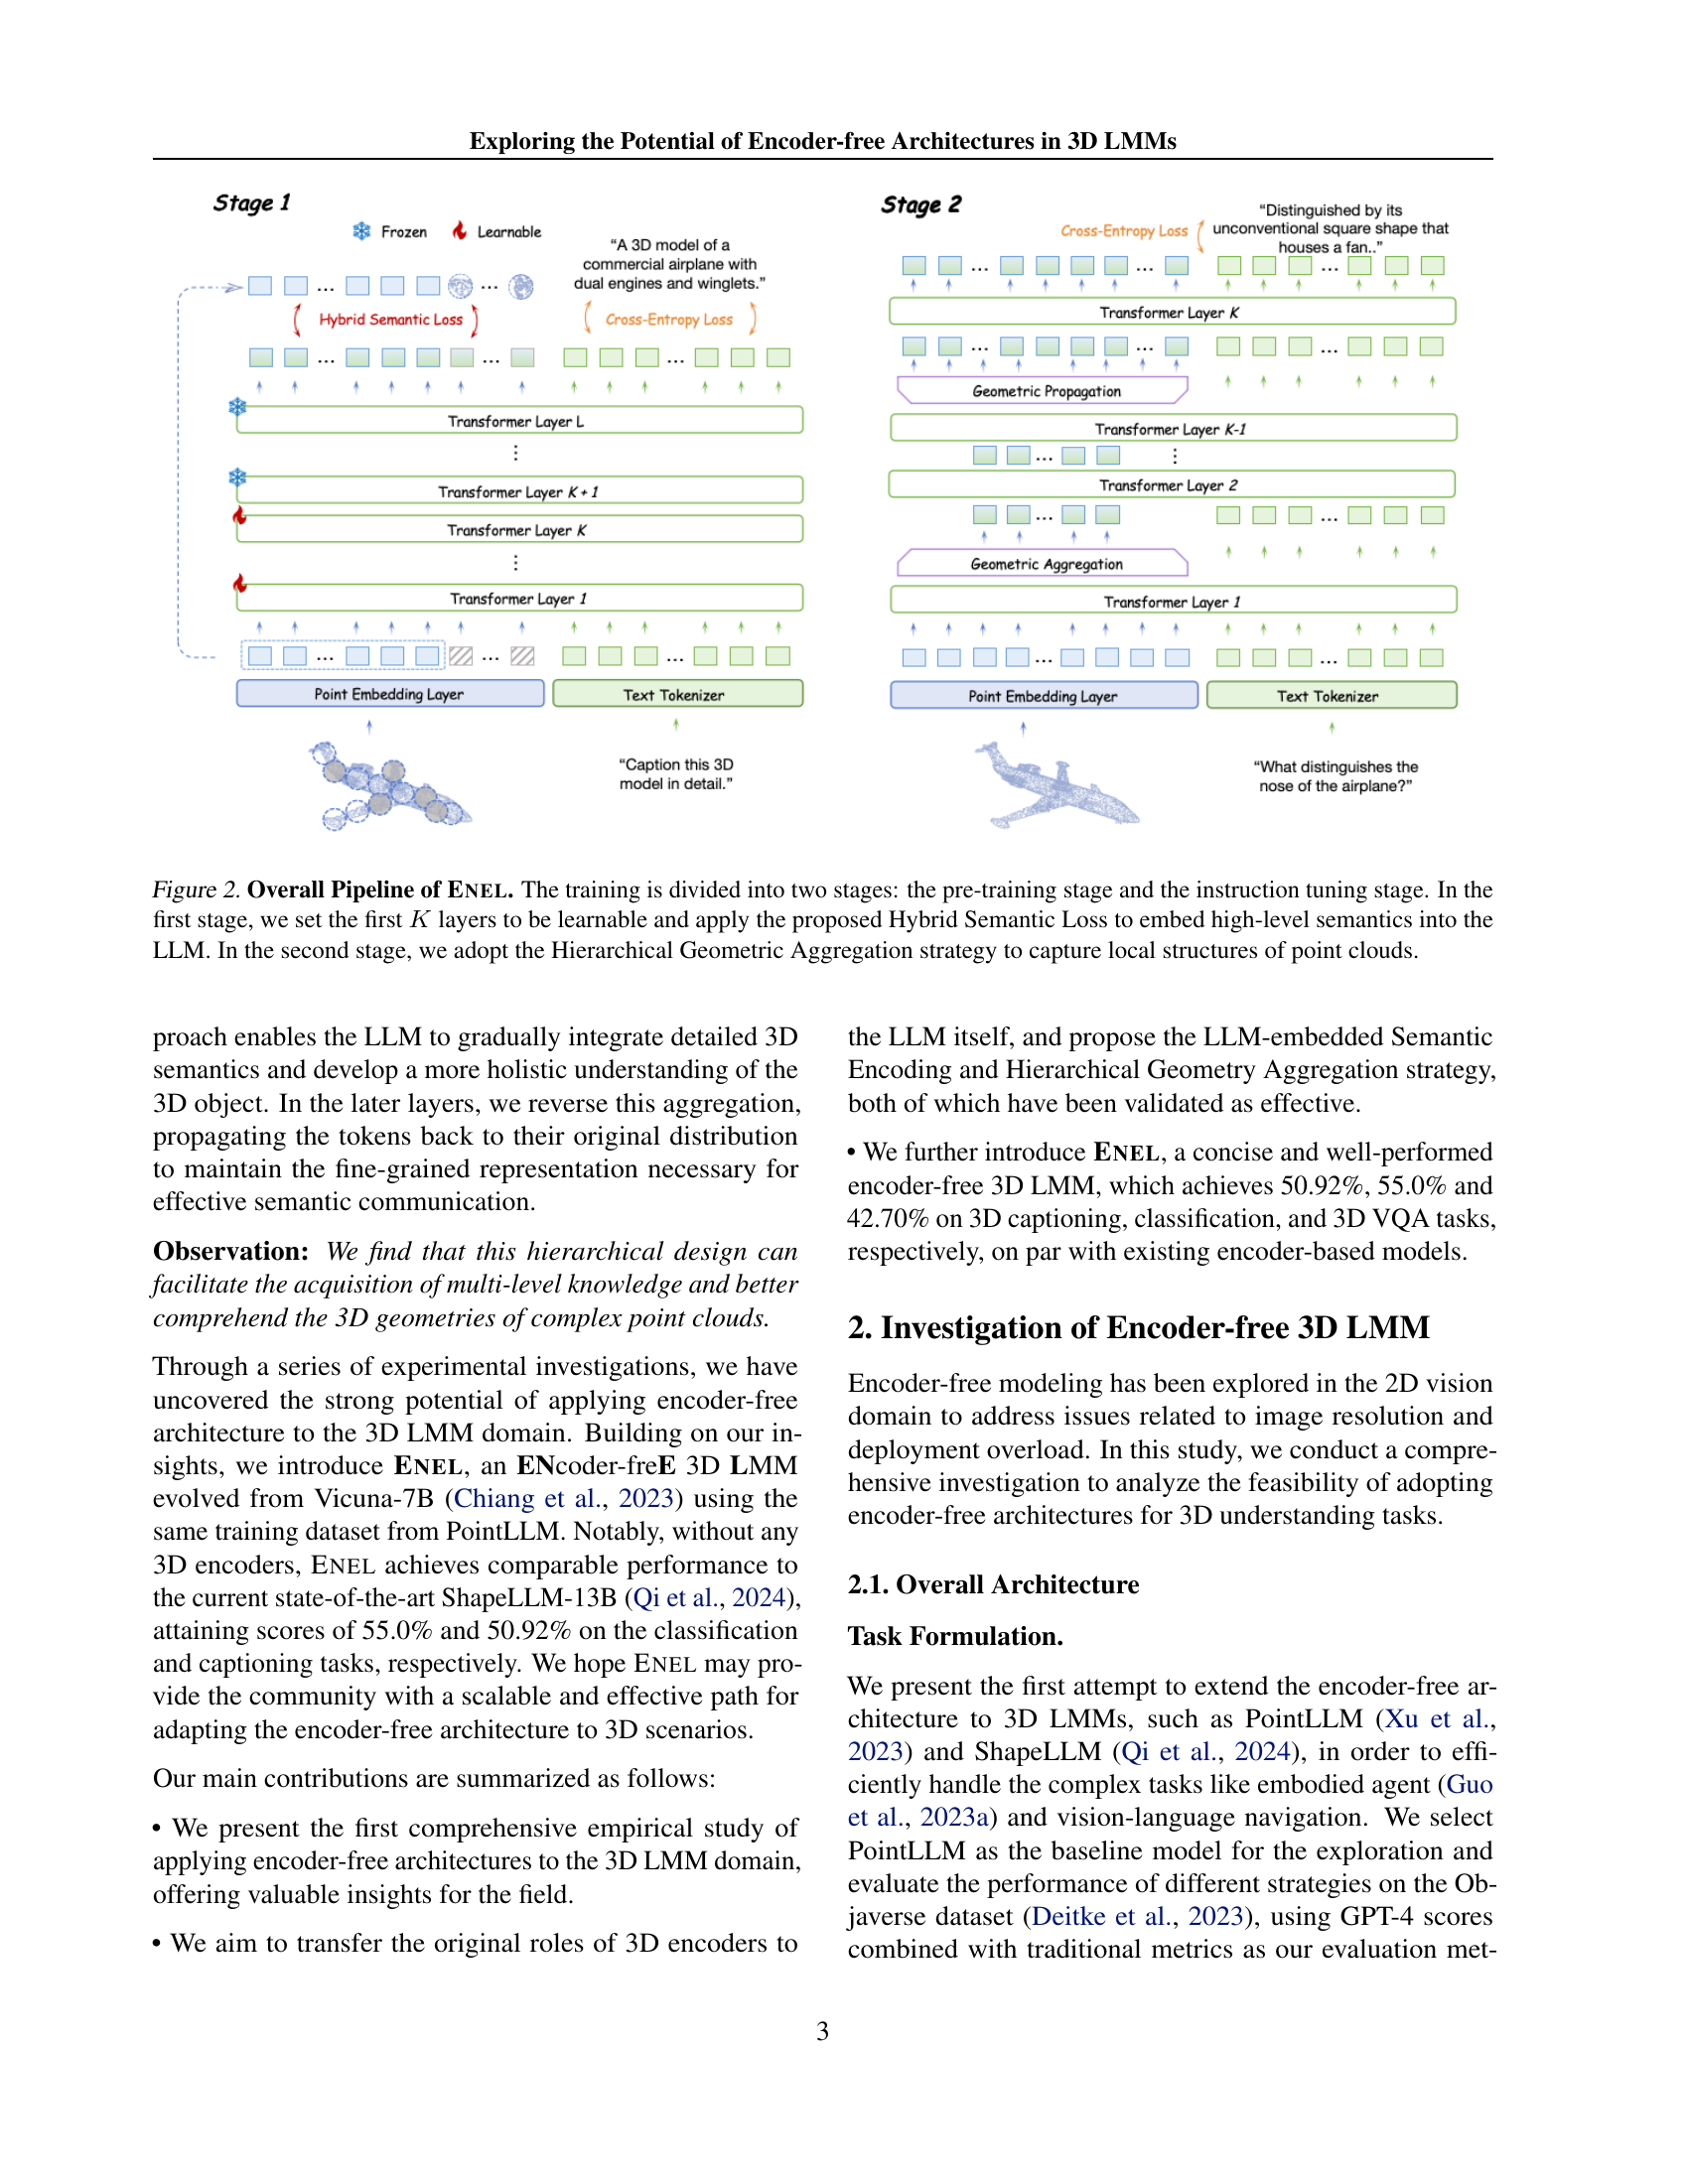 Exploring the Potential of Encoder-free Architectures in 3D LMMs
Stage 1
Frozen
Learnable
“A 3D model of a
commercial airplane with
dual engines and winglets.”
Hybrid Semantic Loss
Cross-Entropy Loss
Transformer Layer L
Transformer Layer K + 1
Transformer Layer K
Transformer Layer 1
Point Embedding Layer
Text Tokenizer
“Caption this 3D
model in detail.”
Stage 2
Cross-Entropy Loss
“Distinguished by its
unconventional square shape that
houses a fan..”
Transformer Layer K
Geometric Propagation
Transformer Layer K-1
Transformer Layer 2
Geometric Aggregation
Transformer Layer 1
Point Embedding Layer
Text Tokenizer
“What distinguishes the
nose of the airplane?”
Figure 2. Overall Pipeline of ENEL. The training is divided into two stages: the pre-training stage and the instruction tuning stage. In the
first stage, we set the first K layers to be learnable and apply the proposed Hybrid Semantic Loss to embed high-level semantics into the
LLM. In the second stage, we adopt the Hierarchical Geometric Aggregation strategy to capture local structures of point clouds.
proach enables the LLM to gradually integrate detailed 3D
semantics and develop a more holistic understanding of the
3D object. In the later layers, we reverse this aggregation,
propagating the tokens back to their original distribution
to maintain the fine-grained representation necessary for
effective semantic communication.
Observation: We find that this hierarchical design can
facilitate the acquisition of multi-level knowledge and better
comprehend the 3D geometries of complex point clouds.
Through a series of experimental investigations, we have
uncovered the strong potential of applying encoder-free
architecture to the 3D LMM domain. Building on our in-
sights, we introduce ENEL, an ENcoder-freE 3D LMM
evolved from Vicuna-7B (Chiang et al., 2023) using the
same training dataset from PointLLM. Notably, without any
3D encoders, ENEL achieves comparable performance to
the current state-of-the-art ShapeLLM-13B (Qi et al., 2024),
attaining scores of 55.0% and 50.92% on the classification
and captioning tasks, respectively. We hope ENEL may pro-
vide the community with a scalable and effective path for
adapting the encoder-free architecture to 3D scenarios.
Our main contributions are summarized as follows:
• We present the first comprehensive empirical study of
applying encoder-free architectures to the 3D LMM domain,
offering valuable insights for the field.
• We aim to transfer the original roles of 3D encoders to
the LLM itself, and propose the LLM-embedded Semantic
Encoding and Hierarchical Geometry Aggregation strategy,
both of which have been validated as effective.
• We further introduce ENEL, a concise and well-performed
encoder-free 3D LMM, which achieves 50.92%, 55.0% and
42.70% on 3D captioning, classification, and 3D VQA tasks,
respectively, on par with existing encoder-based models.
2. Investigation of Encoder-free 3D LMM
Encoder-free modeling has been explored in the 2D vision
domain to address issues related to image resolution and
deployment overload. In this study, we conduct a compre-
hensive investigation to analyze the feasibility of adopting
encoder-free architectures for 3D understanding tasks.
2.1. Overall Architecture
Task Formulation.
We present the first attempt to extend the encoder-free ar-
chitecture to 3D LMMs, such as PointLLM (Xu et al.,
2023) and ShapeLLM (Qi et al., 2024), in order to effi-
ciently handle the complex tasks like embodied agent (Guo
et al., 2023a) and vision-language navigation. We select
PointLLM as the baseline model for the exploration and
evaluate the performance of different strategies on the Ob-
javerse dataset (Deitke et al., 2023), using GPT-4 scores
combined with traditional metrics as our evaluation met-
3